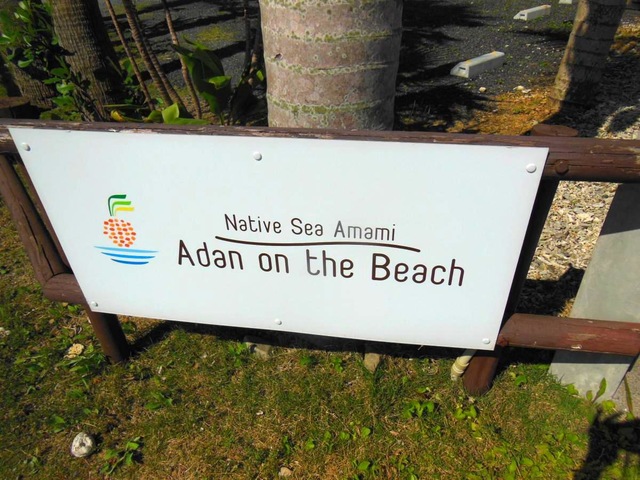 Native Sea Amami
Adan on the Beach